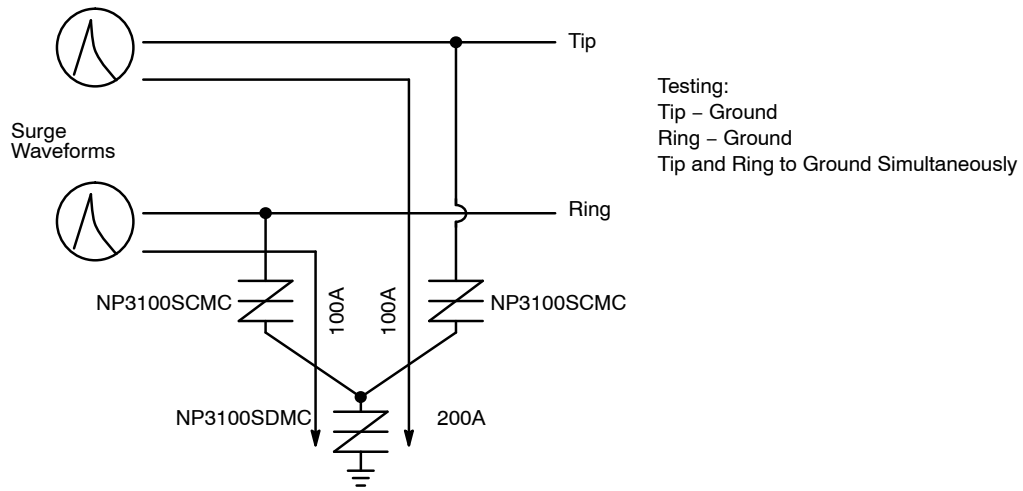 Tip
Testing:
Tip – Ground
Ring – Ground
Tip and Ring to Ground Simultaneously
Surge
Waveforms
Ring
NP3100SCMC
100A
100A
NP3100SCMC
NP3100SDMC
200A